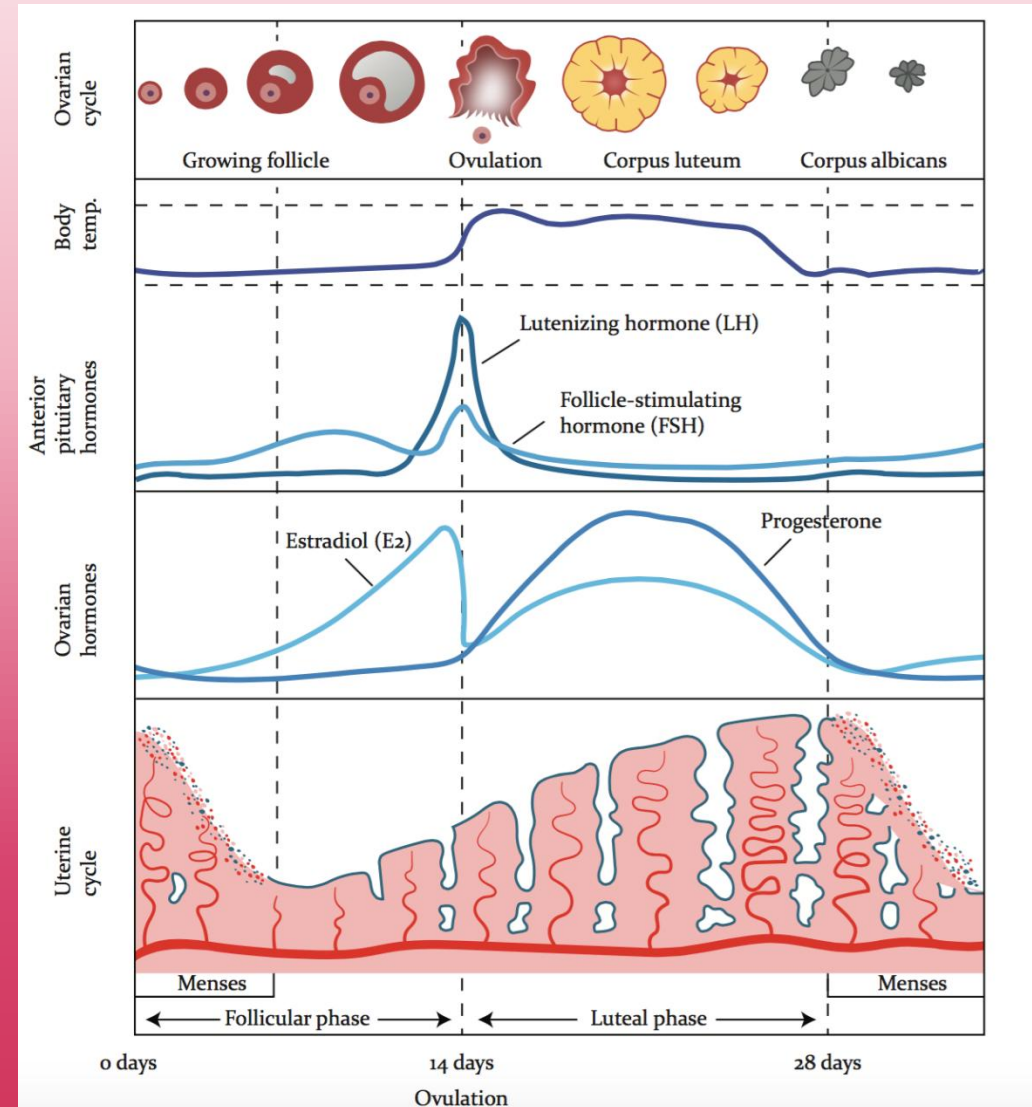 Ovarian
cycle
Growing follicle
Ovulation
Corpus luteum
Corpus albicans
Body
temp.
Anterior
pituitary
hormones
Lutenizing hormone (LH)
Follicle-stimulating
hormone (FSH)
Ovarian
hormones
Estradiol (E2)
Progesterone
Uterine
cycle
Menses
Menses
Follicular phase
Luteal phase
0 days
14 days
28 days
Ovulation